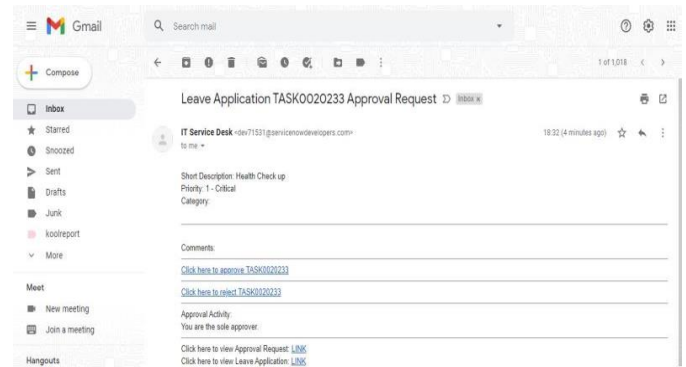 Gmail
Search mail
Compose
1 of 1,018
Inbox
Starred
Snoozed
Sent
Drafts
Junk
koolreport
More
Meet
New meeting
Join a meeting
Hangouts
Leave Application TASK0020233 Approval Request Inbox x
IT Service Desk <dev71531@servicenowdevelopers.com> 18:32 (4 minutes ago)
to me
Short Description: Health Check up
Priority: 1 - Critical
Category:
Comments:
Click here to approve TASK0020233
Click here to reject TASK0020233
Approval Activity:
You are the sole approver.
Click here to view Approval Request: LINK
Click here to view Leave Application: LINK